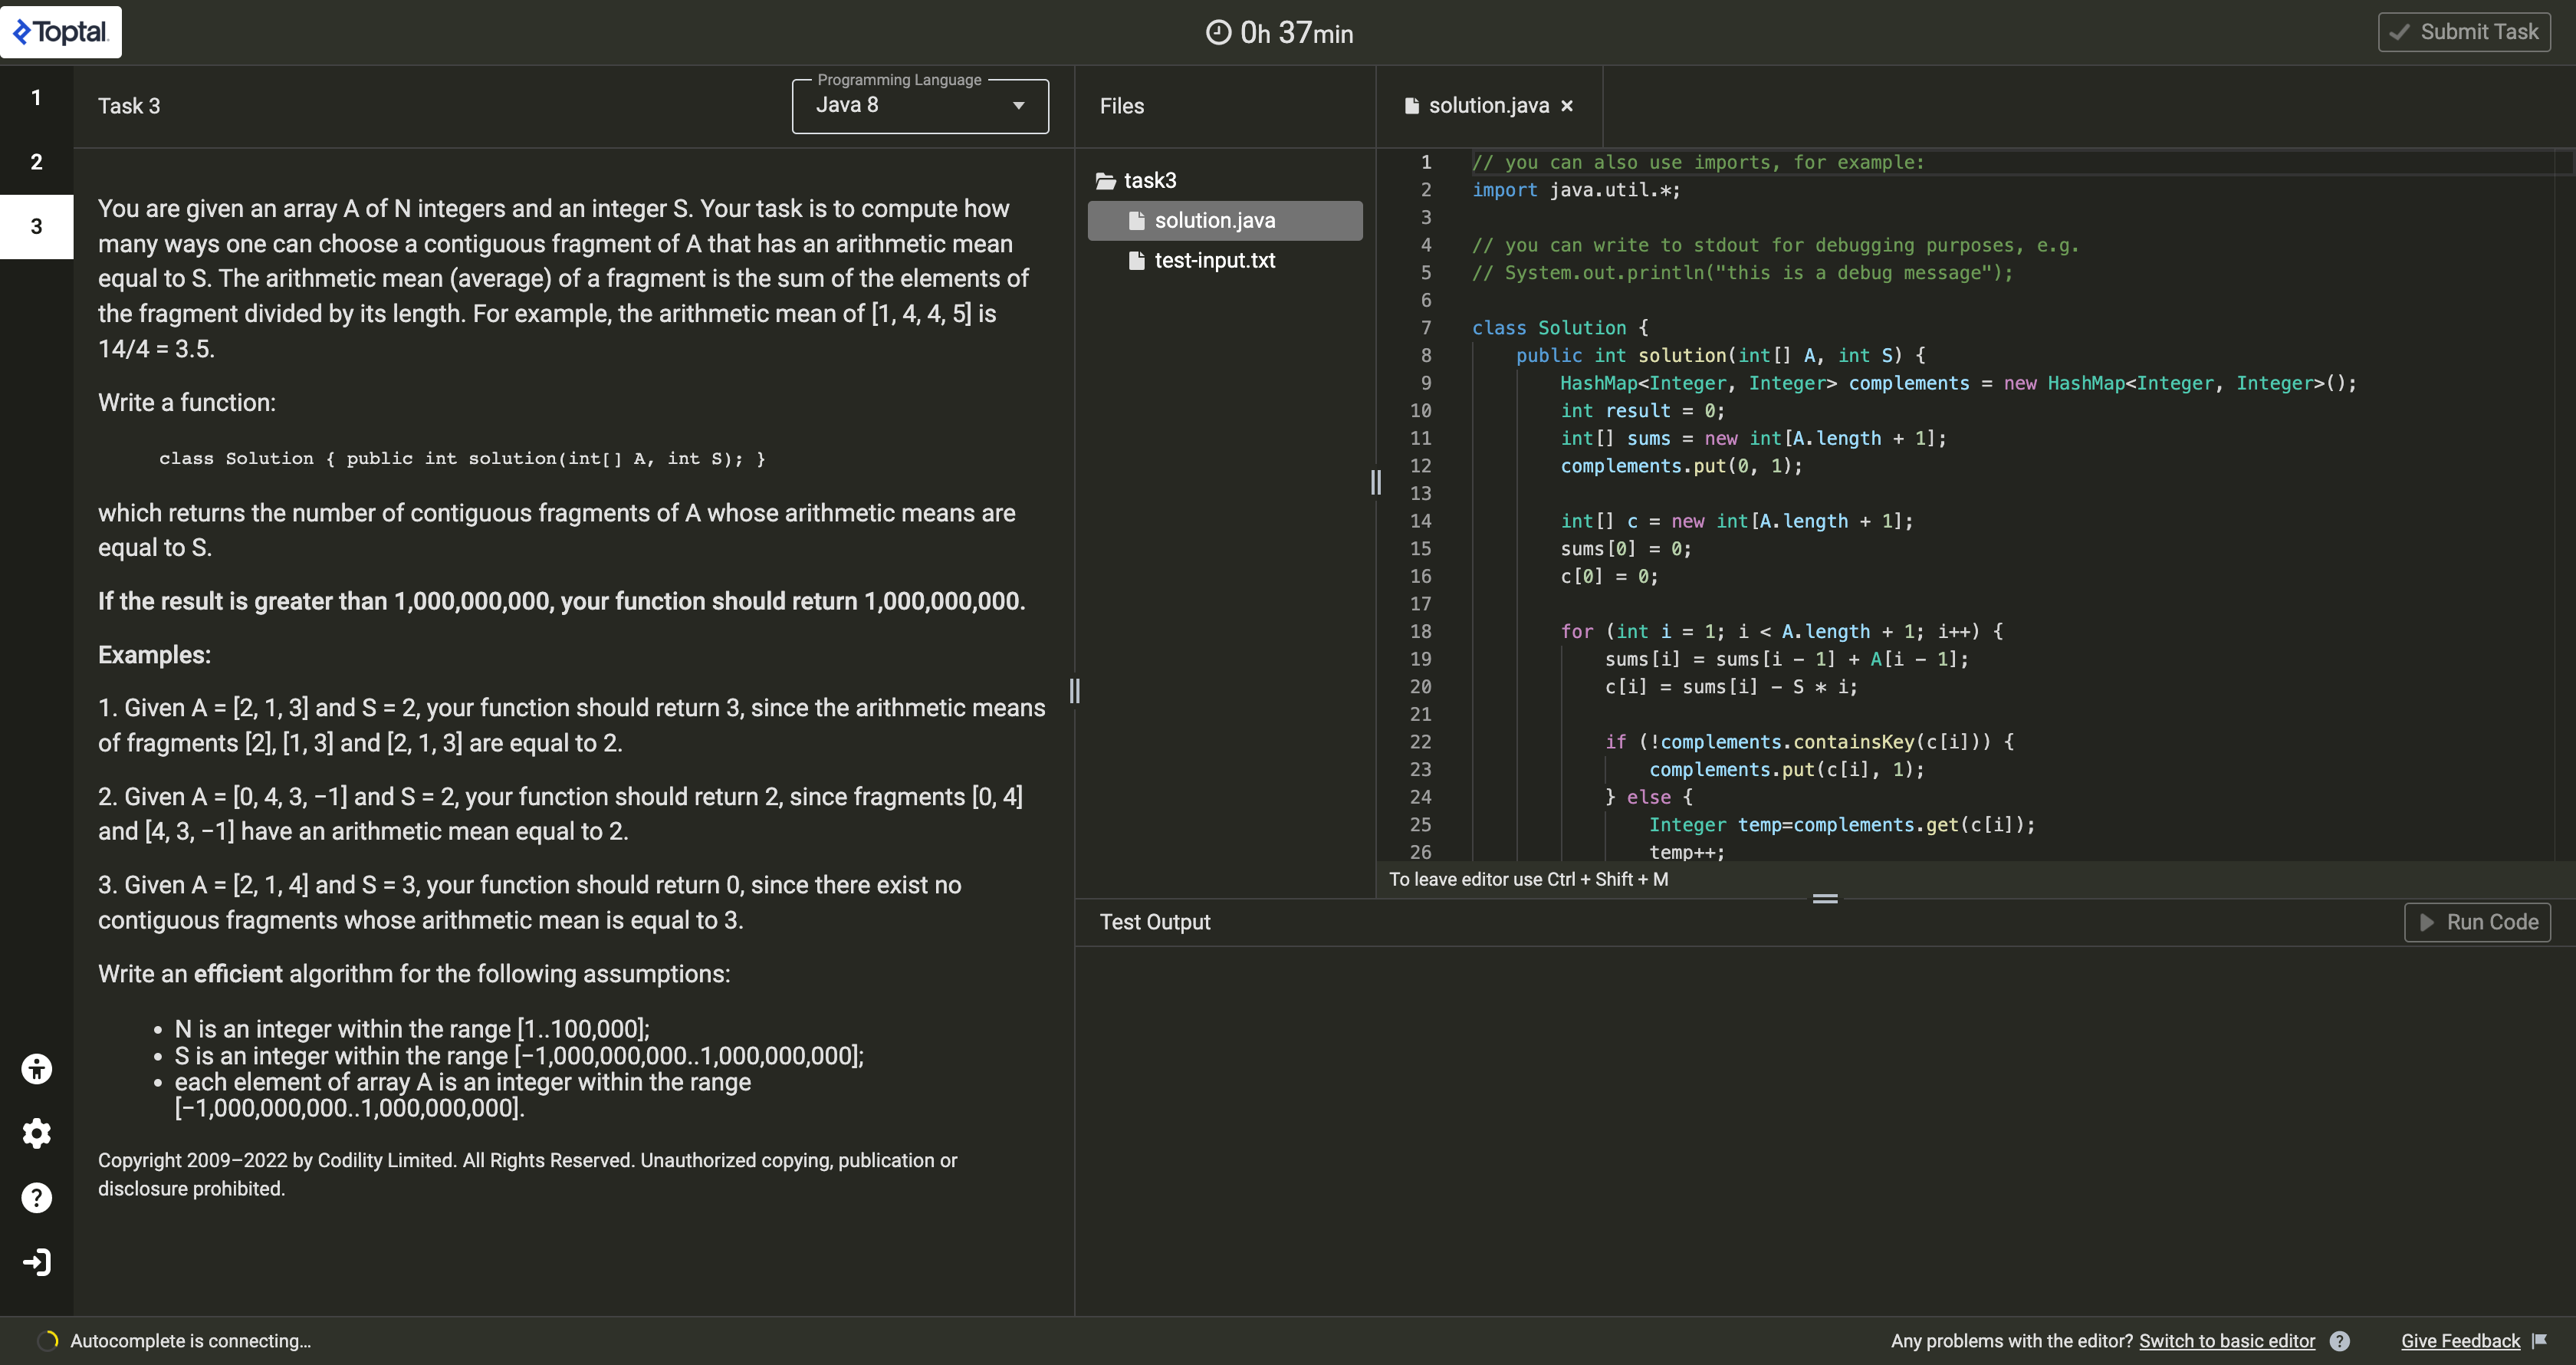 Toptal
0h 37min
Submit Task
1
2
3
Task 3
Programming Language
Java 8
You are given an array A of N integers and an integer S. Your task is to compute how
many ways one can choose a contiguous fragment of A that has an arithmetic mean
equal to S. The arithmetic mean (average) of a fragment is the sum of the elements of
the fragment divided by its length. For example, the arithmetic mean of [1, 4, 4, 5] is
14/4 = 3.5.
Write a function:
class Solution { public int solution(int[] A, int S); }
which returns the number of contiguous fragments of A whose arithmetic means are
equal to S.
If the result is greater than 1,000,000,000, your function should return 1,000,000,000.
Examples:
1. Given A = [2, 1, 3] and S = 2, your function should return 3, since the arithmetic means
of fragments [2], [1, 3] and [2, 1, 3] are equal to 2.
2. Given A = [0, 4, 3, −1] and S = 2, your function should return 2, since fragments [0, 4]
and [4, 3, −1] have an arithmetic mean equal to 2.
3. Given A = [2, 1, 4] and S = 3, your function should return 0, since there exist no
contiguous fragments whose arithmetic mean is equal to 3.
Write an efficient algorithm for the following assumptions:
• N is an integer within the range [1..100,000];
• S is an integer within the range [−1,000,000,000..1,000,000,000];
• each element of array A is an integer within the range
[−1,000,000,000..1,000,000,000].
Copyright 2009–2022 by Codility Limited. All Rights Reserved. Unauthorized copying, publication or
disclosure prohibited.
Files
task3
solution.java
test-input.txt
solution.java ×
1 // you can also use imports, for example:
2 import java.util.*;
3
4 // you can write to stdout for debugging purposes, e.g.
5 // System.out.println("this is a debug message");
6
7 class Solution {
8 public int solution(int[] A, int S) {
9 HashMap<Integer, Integer> complements = new HashMap<Integer, Integer>();
10 int result = 0;
11 int[] sums = new int[A.length + 1];
12 complements.put(0, 1);
13
14 int[] c = new int[A.length + 1];
15 sums[0] = 0;
16 c[0] = 0;
17
18 for (int i = 1; i < A.length + 1; i++) {
19 sums[i] = sums[i - 1] + A[i - 1];
20 c[i] = sums[i] - S * i;
21
22 if (!complements.containsKey(c[i])) {
23 complements.put(c[i], 1);
24 } else {
25 Integer temp=complements.get(c[i]);
26 temp++;
To leave editor use Ctrl + Shift + M
Test Output
Run Code
Autocomplete is connecting...
Any problems with the editor? Switch to basic editor ?
Give Feedback